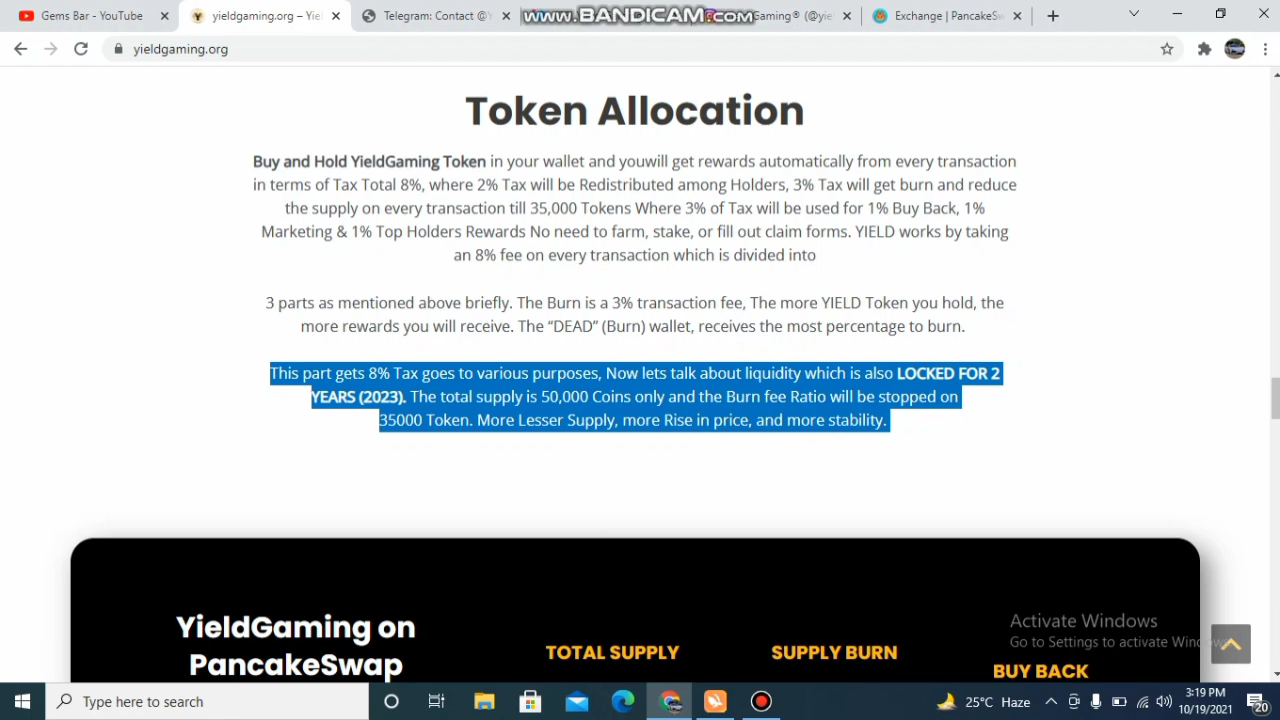 Gems Bar - YouTube
yieldgaming.org – Yie
Telegram: Contact @Y
www.BANDICAM.com
Gaming® (@yie
Exchange | PancakeSw
yieldgaming.org
Token Allocation
Buy and Hold YieldGaming Token in your wallet and youwill get rewards automatically from every transaction
in terms of Tax Total 8%, where 2% Tax will be Redistributed among Holders, 3% Tax will get burn and reduce
the supply on every transaction till 35,000 Tokens Where 3% of Tax will be used for 1% Buy Back, 1%
Marketing & 1% Top Holders Rewards No need to farm, stake, or fill out claim forms. YIELD works by taking
an 8% fee on every transaction which is divided into
3 parts as mentioned above briefly. The Burn is a 3% transaction fee, The more YIELD Token you hold, the
more rewards you will receive. The “DEAD” (Burn) wallet, receives the most percentage to burn.
This part gets 8% Tax goes to various purposes, Now lets talk about liquidity which is also LOCKED FOR 2
YEARS (2023). The total supply is 50,000 Coins only and the Burn fee Ratio will be stopped on
35000 Token. More Lesser Supply, more Rise in price, and more stability.
YieldGaming on
PancakeSwap
TOTAL SUPPLY
SUPPLY BURN
BUY BACK
Activate Windows
Go to Settings to activate Windows
Type here to search
25°C Haze
3:19 PM
10/19/2021
20